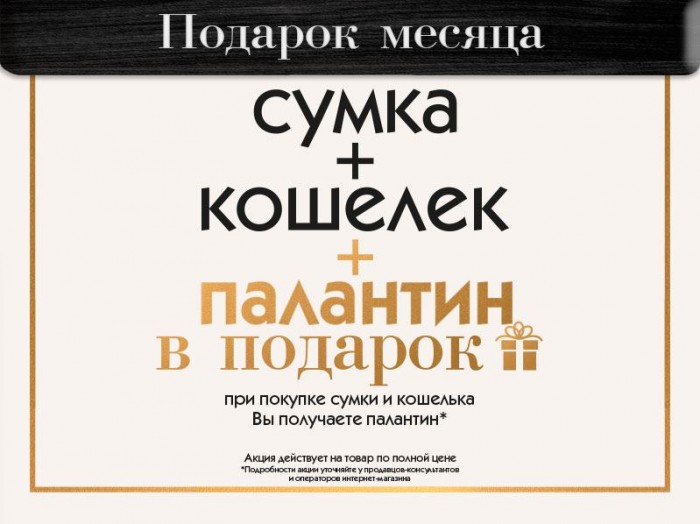 Подарок месяца
сумка
+
кошелек
+
палантин
в подарок
при покупке сумки и кошелька
Вы получаете палантин*
Акция действует на товар по полной цене
*Подробности акции уточняйте у продавцов-консультантов
и операторов интернет-магазина